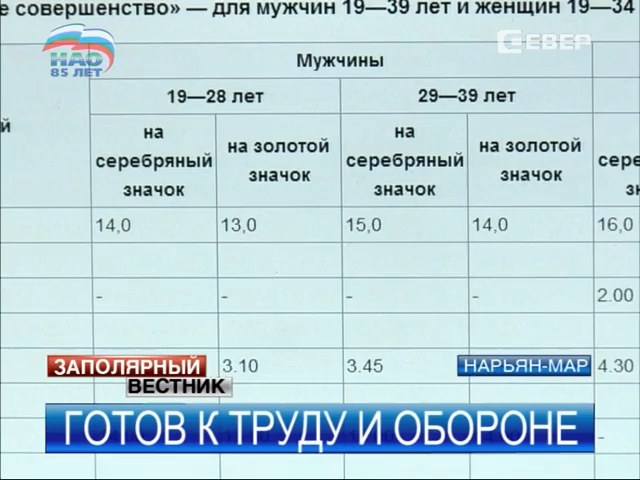 е совершенство» — для мужчин 19—39 лет и женщин 19—34
НАО
85 ЛЕТ
СЕВЕР
Мужчины
19—28 лет
29—39 лет
й
на серебряный значок
на золотой значок
на серебряный значок
на золотой значок
сере
зна
14,0
13,0
15,0
14,0
16,0
-
-
-
-
2.00
3.10
3.45
4.30
ЗАПОЛЯРНЫЙ
ВЕСТНИК
НАРЬЯН-МАР
ГОТОВ К ТРУДУ И ОБОРОНЕ
-